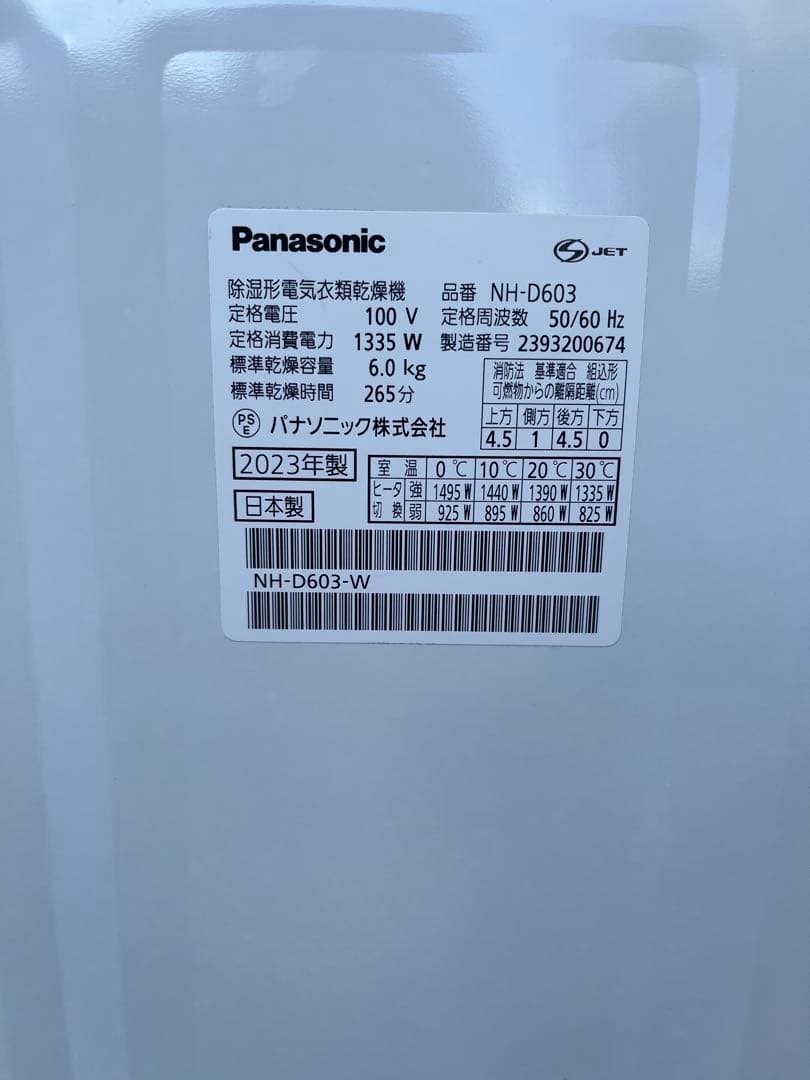 Panasonic
S JET
除湿形電気衣類乾燥機 品番 NH-D603
定格電圧 100 V 定格周波数 50/60 Hz
定格消費電力 1335 W 製造番号 2393200674
標準乾燥容量 6.0 kg
標準乾燥時間 265分
消防法 基準適合 組込形
可燃物からの離隔距離(cm)
上方 側方 後方 下方
4.5 1 4.5 0
PS
E パナソニック株式会社
2023年製
日本製
室温 0℃ 10℃ 20℃ 30℃
ヒータ 強 1495 W 1440 W 1390 W 1335 W
切換 弱 925 W 895 W 860 W 825 W
NH-D603-W